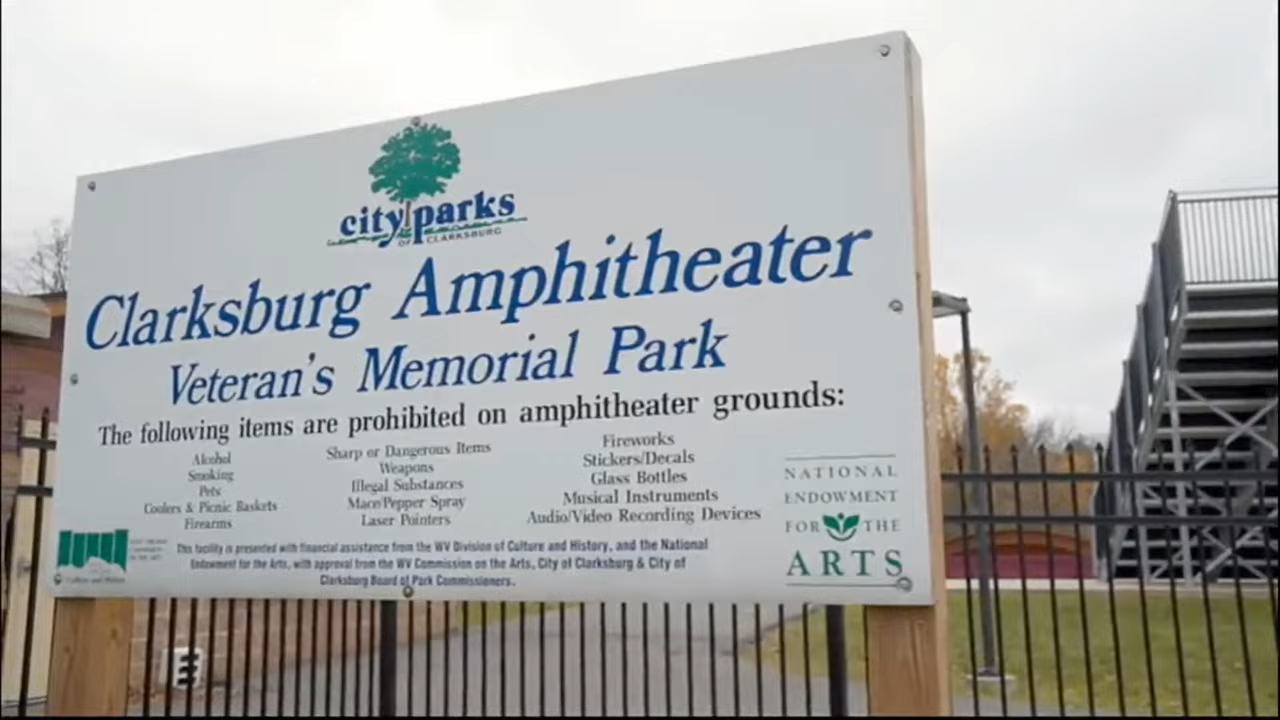 city parks
OF CLARKSBURG
Clarksburg Amphitheater
Veteran's Memorial Park
The following items are prohibited on amphitheater grounds:
Alcohol
Smoking
Pets
Coolers & Picnic Baskets
Firearms
Sharp or Dangerous Items
Weapons
Illegal Substances
Mace/Pepper Spray
Laser Pointers
Fireworks
Stickers/Decals
Glass Bottles
Musical Instruments
Audio/Video Recording Devices
NATIONAL
ENDOWMENT
FOR THE
ARTS
This facility is presented with financial assistance from the WV Division of Culture and History, and the National
Endowment for the Arts, with approval from the WV Commission on the Arts, City of Clarksburg & City of
Clarksburg Board of Park Commissioners.
Culture and History